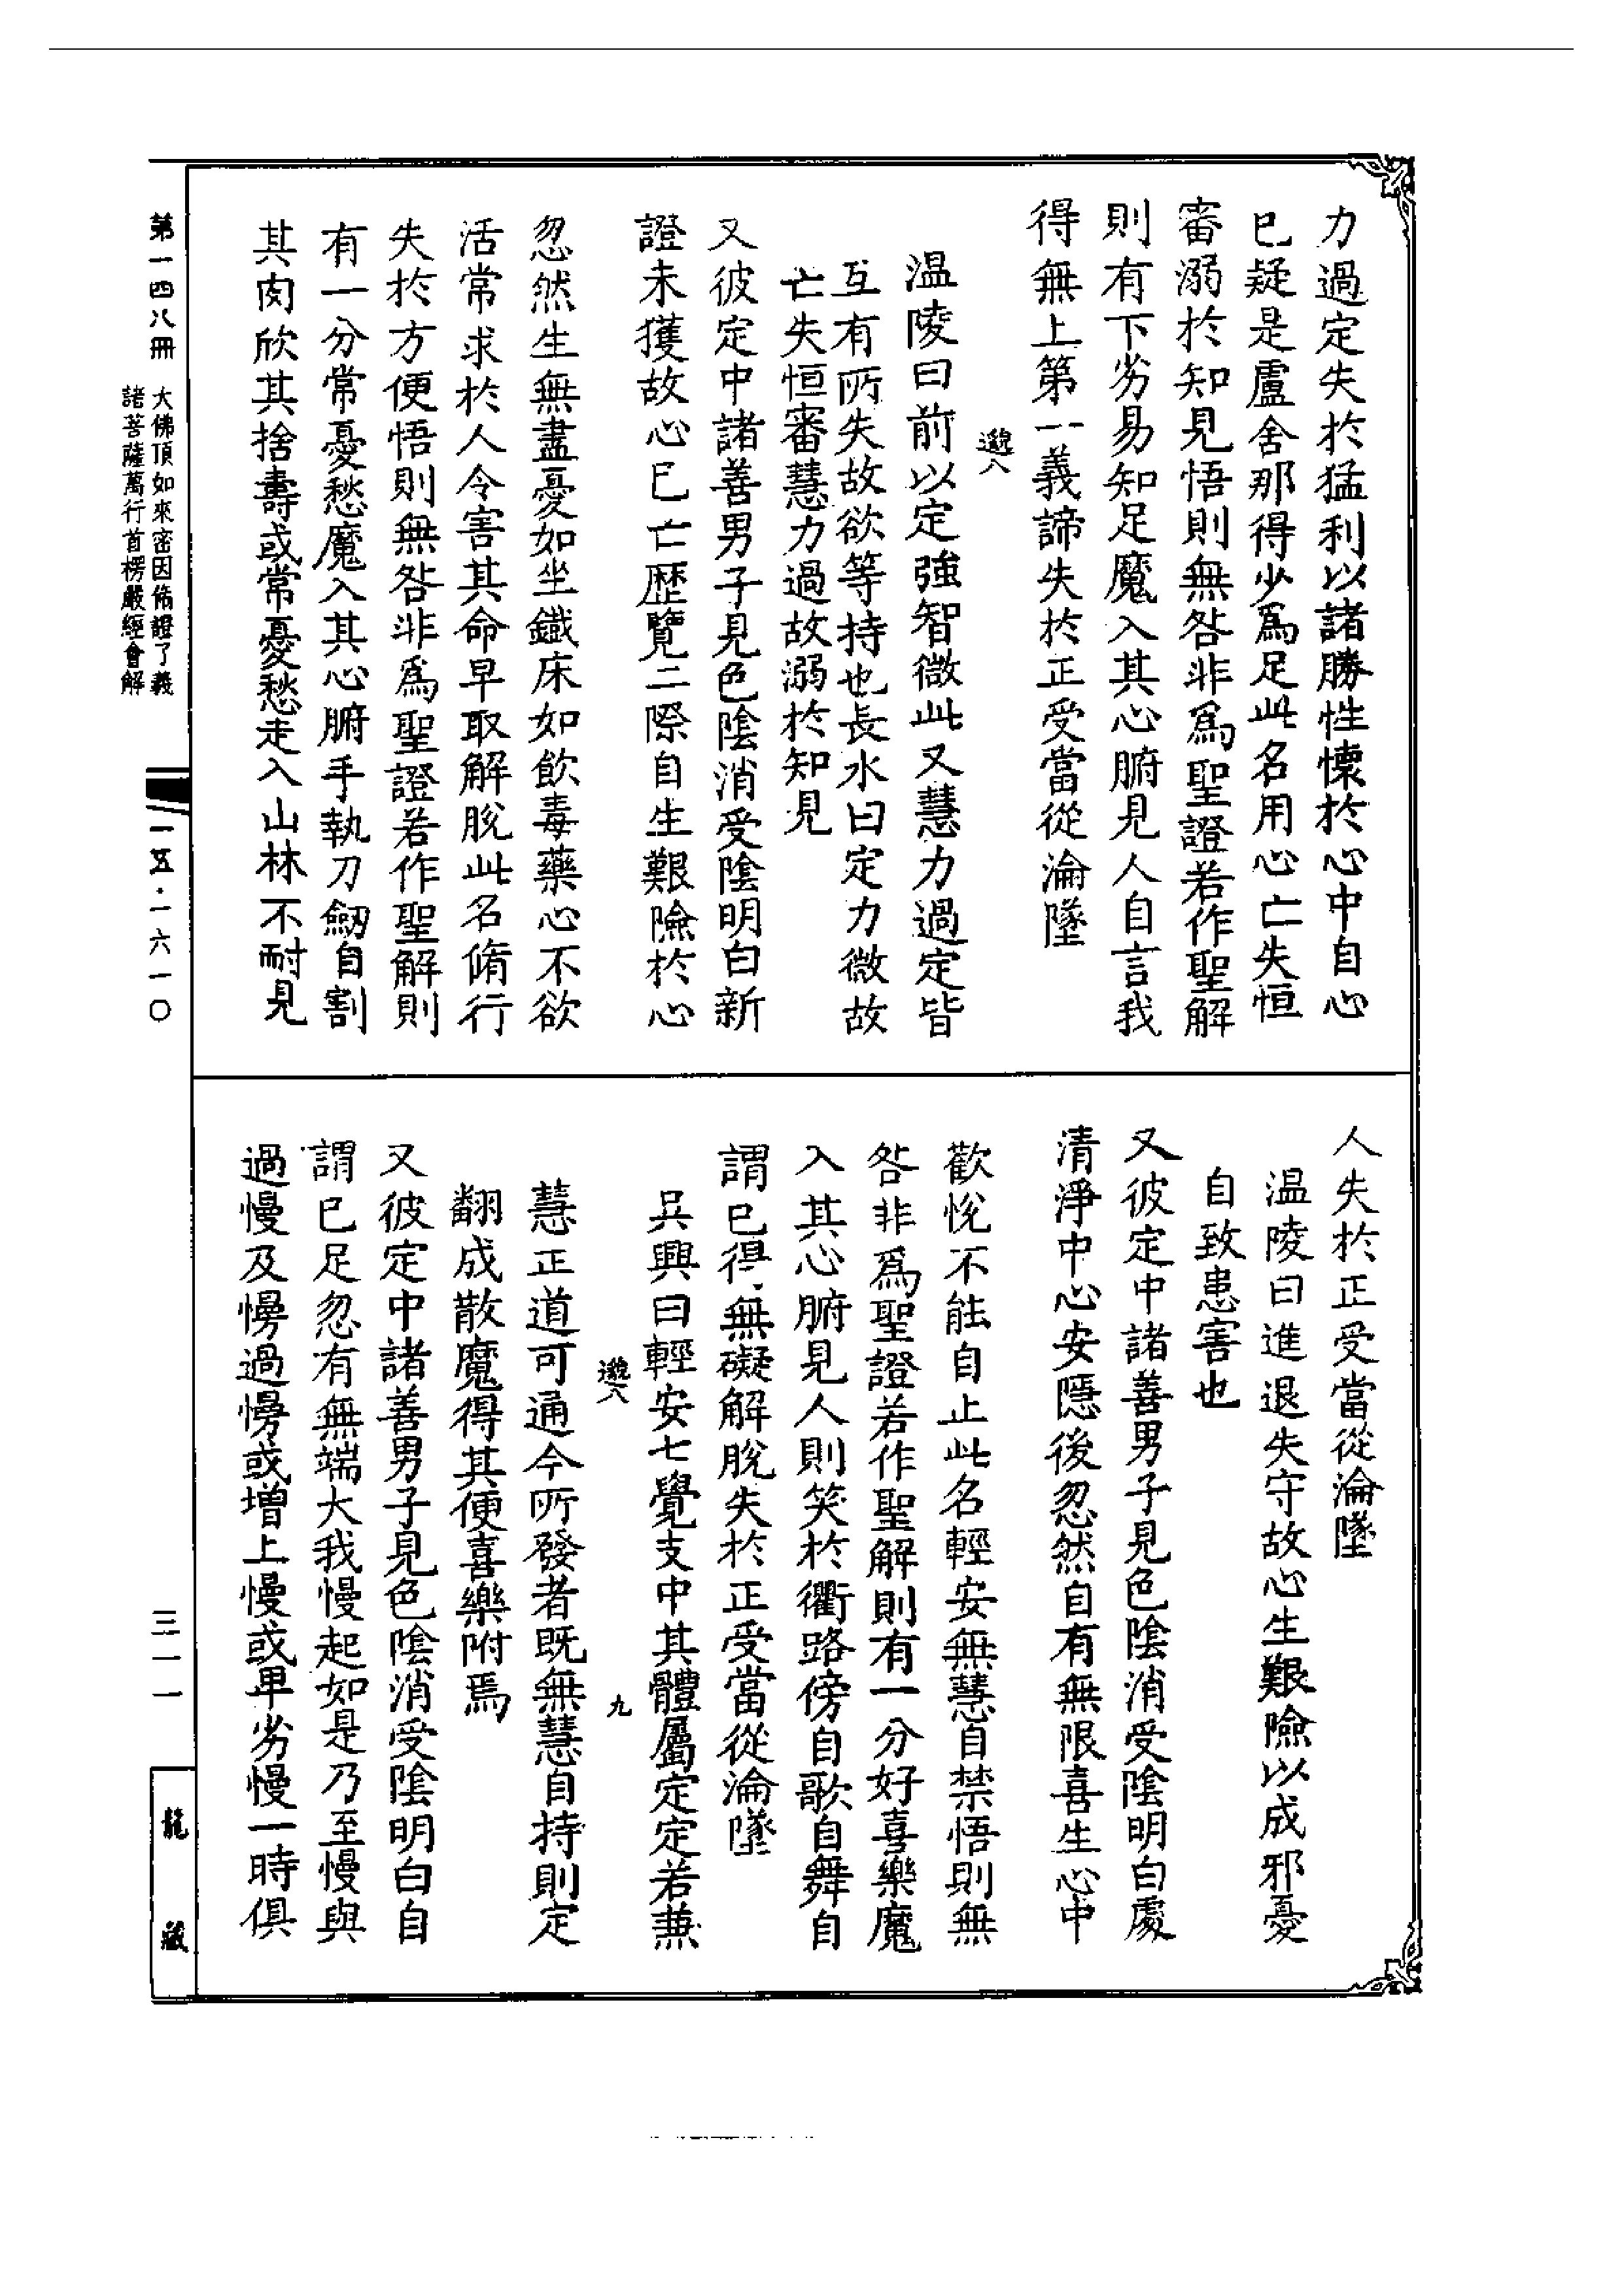 力過定失於猛利以諸勝性懷於心中自心
已疑是盧舍那得少爲足此名用心亡失恒
審溺於知見悟則無咎非爲聖證若作聖解
則有下劣易知足魔入其心腑見人自言我
得無上第一義諦失於正受當從淪墜
邈八
温陵曰前以定強智微此又慧力過定皆
互有所失故欲等持也長水曰定力微故
亡失恒審慧力過故溺於知見
又彼定中諸善男子見色陰消受陰明白新
證未獲故心已亡歷覽二際自生艱險於心
忽然生無盡憂如坐鐵床如飲毒藥心不欲
活常求於人令害其命早取解脫此名脩行
失於方便悟則無咎非爲聖證若作聖解則
有一分常憂愁魔入其心腑手執刀劒自割
其肉欣其捨壽或常憂愁走入山林不耐見
人失於正受當從淪墜
温陵曰進退失守故心生艱險以成邪憂
自致患害也
又彼定中諸善男子見色陰消受陰明白處
清淨中心安隱後忽然自有無限喜生心中
歡悅不能自止此名輕安無慧自禁悟則無
咎非爲聖證若作聖解則有一分好喜樂魔
入其心腑見人則笑於衢路傍自歌自舞自
謂已得無礙解脫失於正受當從淪墜
吳興曰輕安七覺支中其體屬定定若兼
邈八
九
慧正道可通今所發者既無慧自持則定
翻成散魔得其便喜樂附焉
又彼定中諸善男子見色陰消受陰明白自
謂已足忽有無端大我慢起如是乃至慢與
過慢及慢過慢或增上慢或卑劣慢一時俱
第一四八冊
大佛頂如來密因脩證了義
諸菩薩萬行首楞嚴經會解
一五·一六一〇
三一一
龍藏